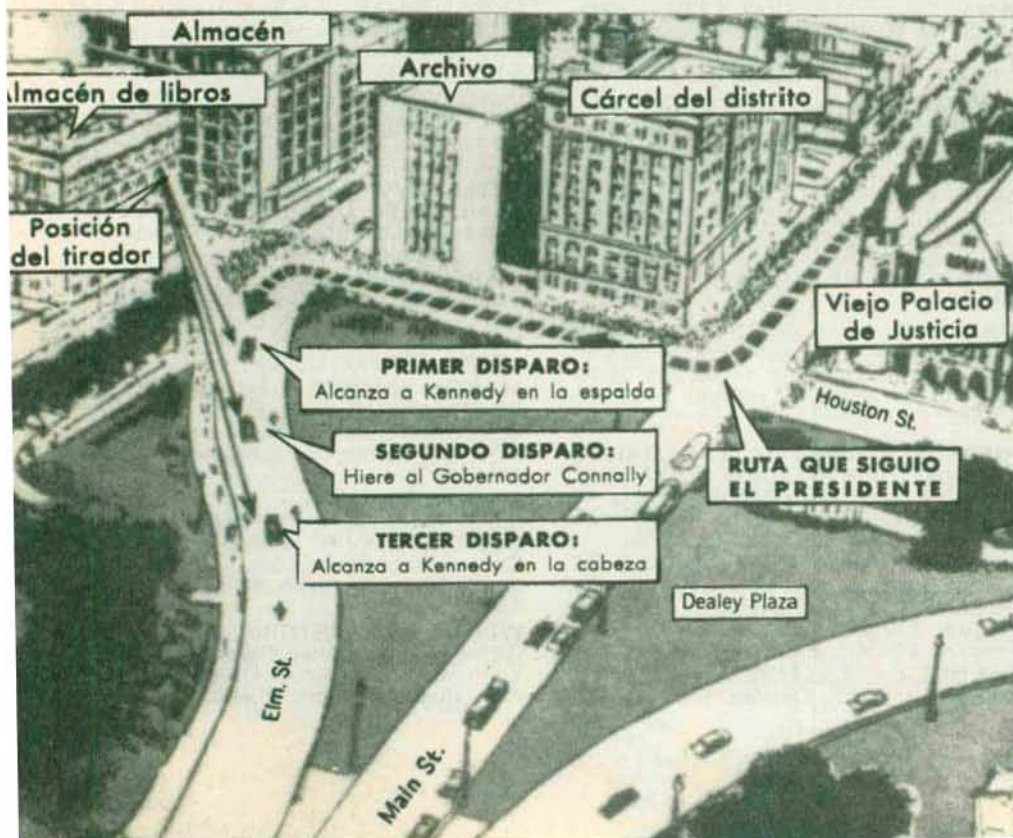 Almacén
Almacén de libros
Archivo
Cárcel del distrito
Posición
del tirador
Viejo Palacio
de Justicia
PRIMER DISPARO:
Alcanza a Kennedy en la espalda
Houston St.
SEGUNDO DISPARO:
Hiere al Gobernador Connally
RUTA QUE SIGUIO
EL PRESIDENTE
TERCER DISPARO:
Alcanza a Kennedy en la cabeza
Dealey Plaza
Elm. St.
Main St.